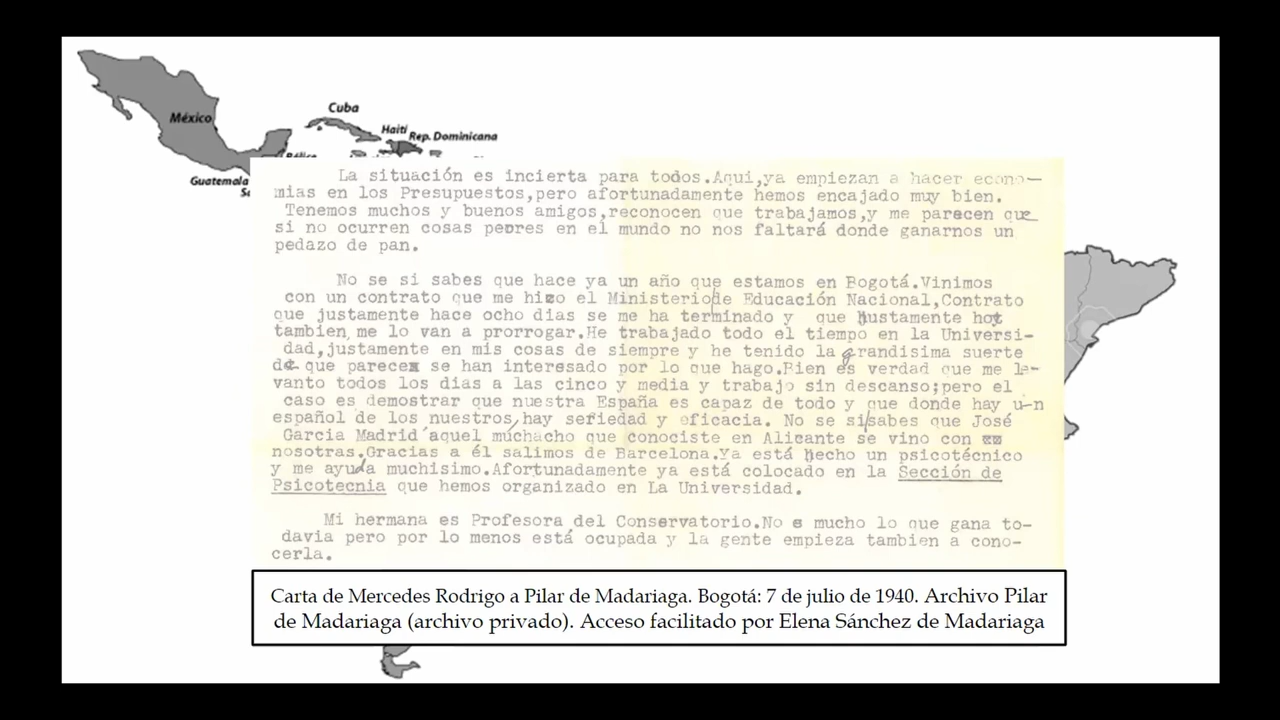 México
Cuba
Haití
Rep. Dominicana
Guatemala
La situación es incierta para todos.Aqui,ya empiezan a hacer econo-
mias en los Presupuestos,pero afortunadamente hemos encajado muy bien.
Tenemos muchos y buenos amigos,reconocen que trabajamos,y me parecen que
si no ocurren cosas peores en el mundo no nos faltará donde ganarnos un
pedazo de pan.
No se si sabes que hace ya un año que estamos en Bogotá.Vinimos
con un contrato que me hizo el Ministerio de Educación Nacional,Contrato
que justamente hace ocho dias se me ha terminado y que justamente hoy
tambien me lo van a prorrogar.He trabajado todo el tiempo en la Universi-
dad,justamente en mis cosas de siempre y he tenido la grandisima suerte
de que parece se han interesado por lo que hago.Bien es verdad que me le-
vanto todos los dias a las cinco y media y trabajo sin descanso;pero el
caso es demostrar que nuestra España es capaz de todo y que donde hay un
español de los nuestros,hay seriedad y eficacia. No se si sabes que José
Garcia Madrid aquel muchacho que conociste en Alicante se vino con
nosotras.Gracias a él salimos de Barcelona.Ya está hecho un psicotécnico
y me ayuda muchisimo.Afortunadamente ya está colocado en la Sección de
Psicotecnia que hemos organizado en La Universidad.
Mi hermana es Profesora del Conservatorio.No e mucho lo que gana to-
davia pero por lo menos está ocupada y la gente empieza tambien a cono-
cerla.
Carta de Mercedes Rodrigo a Pilar de Madariaga. Bogotá: 7 de julio de 1940. Archivo Pilar
de Madariaga (archivo privado). Acceso facilitado por Elena Sánchez de Madariaga